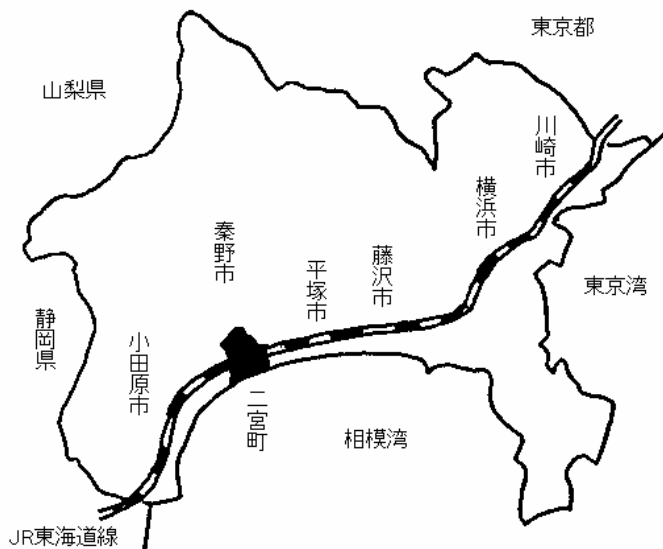 東京都
山梨県
川崎市
横浜市
秦野市
藤沢市
平塚市
東京湾
静岡県
小田原市
二宮町
相模湾
JR東海道線